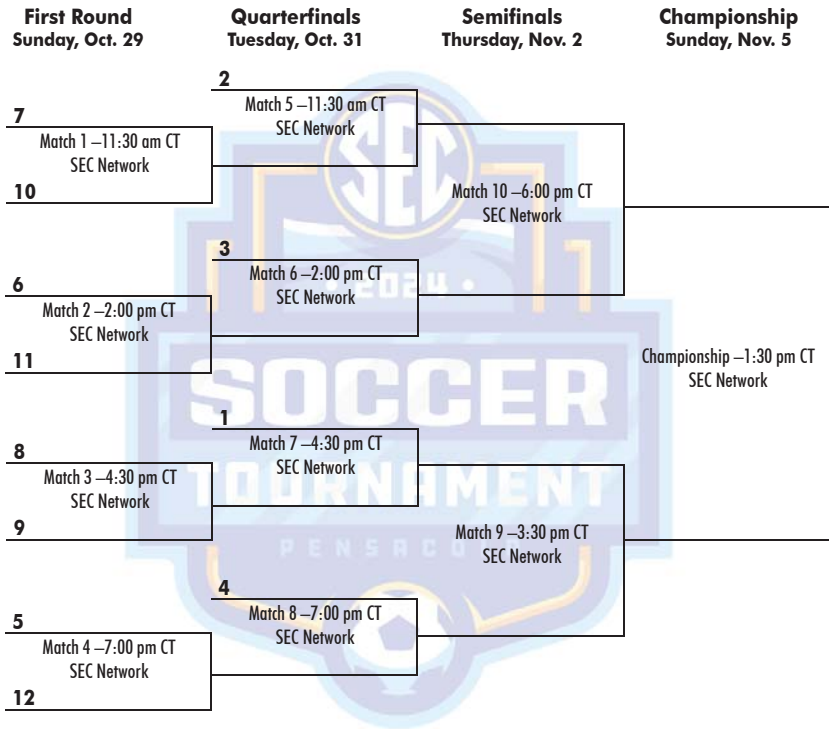 First Round
Sunday, Oct. 29
Quarterfinals
Tuesday, Oct. 31
Semifinals
Thursday, Nov. 2
Championship
Sunday, Nov. 5
2
Match 5 –11:30 am CT
SEC Network
7
Match 1 –11:30 am CT
SEC Network
10
SEC
Match 10 –6:00 pm CT
SEC Network
3
Match 6 –2:00 pm CT
SEC Network
• 2024 •
6
Match 2 –2:00 pm CT
SEC Network
11
Championship –1:30 pm CT
SEC Network
SOCCER
1
Match 7 –4:30 pm CT
SEC Network
8
Match 3 –4:30 pm CT
SEC Network
TOURNAMENT
9
Match 9 –3:30 pm CT
SEC Network
PENSACOLA
4
Match 8 –7:00 pm CT
SEC Network
5
Match 4 –7:00 pm CT
SEC Network
12